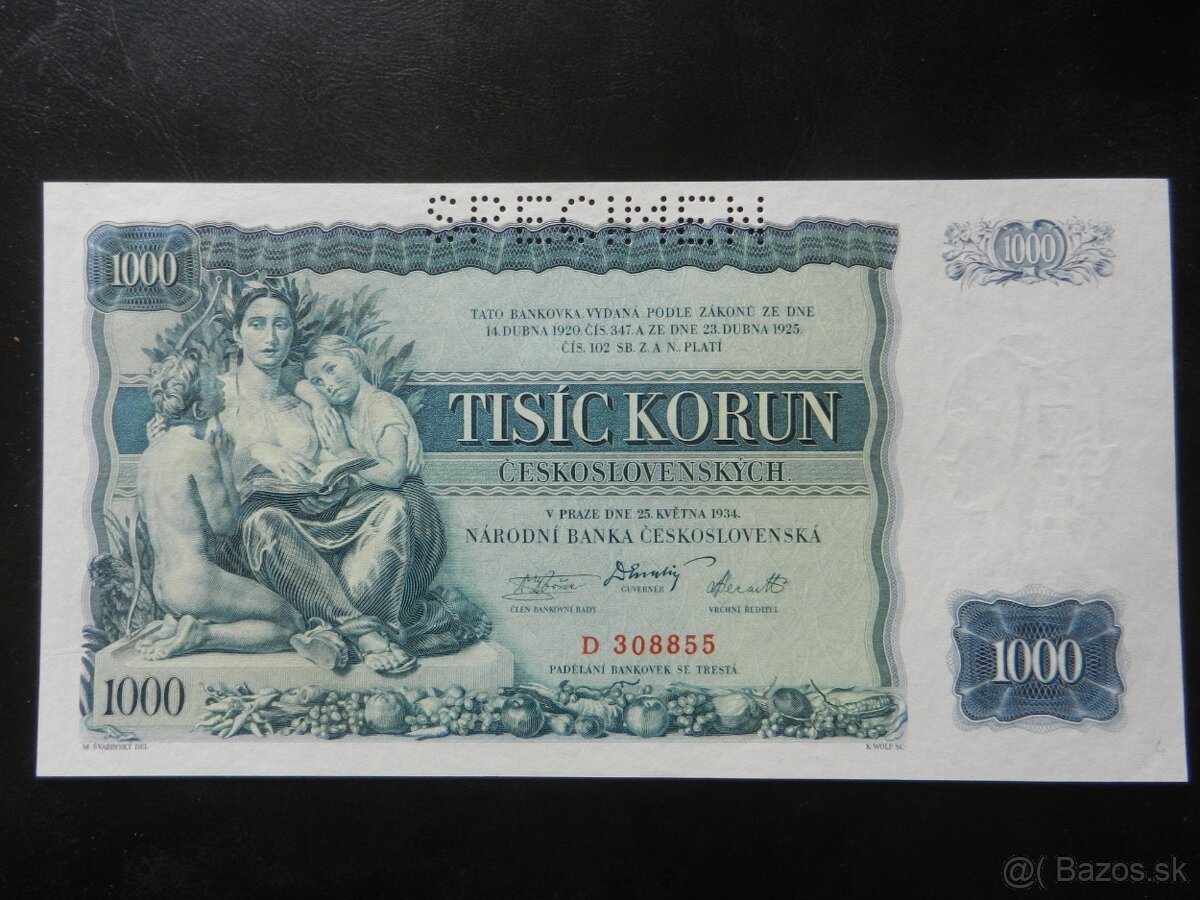 SPECIMEN
1000
1000
TATO BANKOVKA, VYDANÁ PODLE ZÁKONŮ ZE DNE
14. DUBNA 1920, ČÍS. 347. A ZE DNE 23. DUBNA 1925.
ČÍS. 102 SB. Z. A N., PLATÍ
TISÍC KORUN
ČESKOSLOVENSKÝCH.
V PRAZE DNE 25. KVĚTNA 1934.
NÁRODNÍ BANKA ČESKOSLOVENSKÁ
ČLEN BANKOVNÍ RADY
GUVERNÉR
VRCHNÍ ŘEDITEL
D 308855
PADĚLÁNÍ BANKOVEK SE TRESTÁ.
1000
1000
M. ŠVABINSKÝ DEL.
K. WOLF SC.
@( Bazos.sk